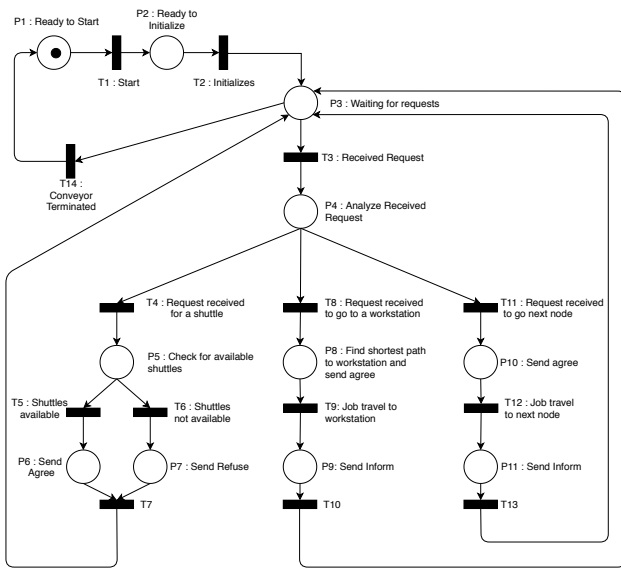 P1 : Ready to Start
P2 : Ready to
Initialize
T1 : Start
T2 : Initializes
P3 : Waiting for requests
T14 :
Conveyor
Terminated
T3 : Received Request
P4 : Analyze Received
Request
T4 : Request received
for a shuttle
T8 : Request received
to go to a workstation
T11 : Request received
to go next node
P5 : Check for available
shuttles
P8 : Find shortest path
to workstation and
send agree
P10 : Send agree
T5 : Shuttles
available
T6 : Shuttles
not available
T9: Job travel to
workstation
T12 : Job travel
to next node
P6 : Send
Agree
P7 : Send Refuse
P9: Send Inform
P11 : Send Inform
T7
T10
T13